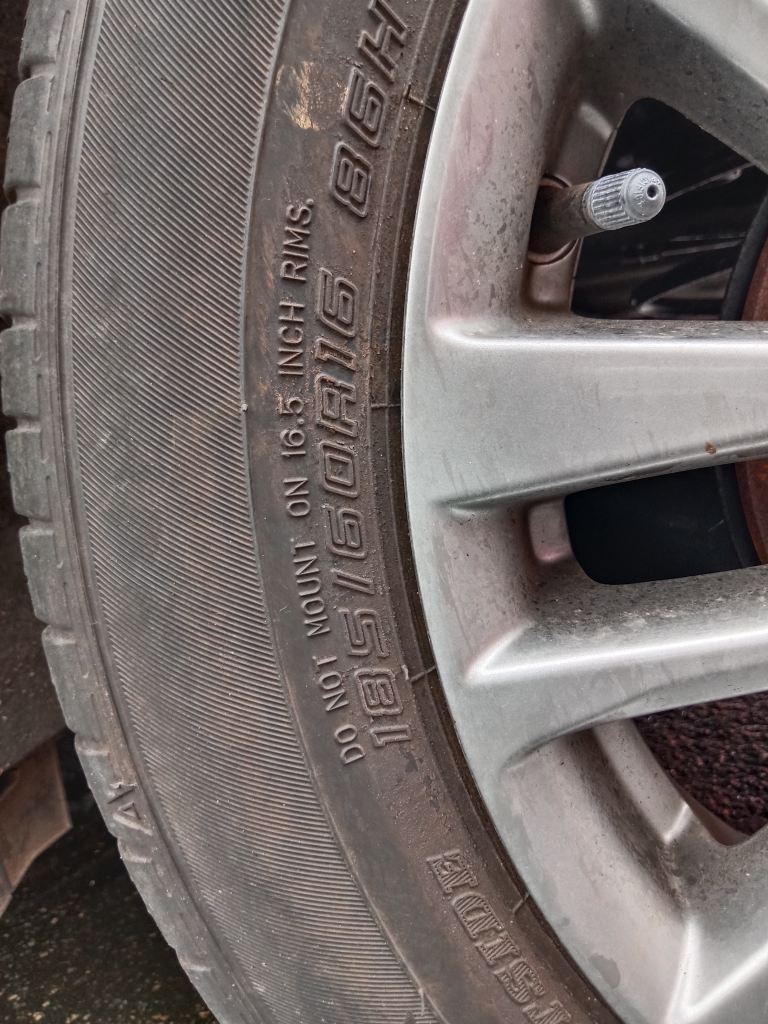 DO NOT MOUNT ON 16.5 INCH RIMS.
185/60R16 86H